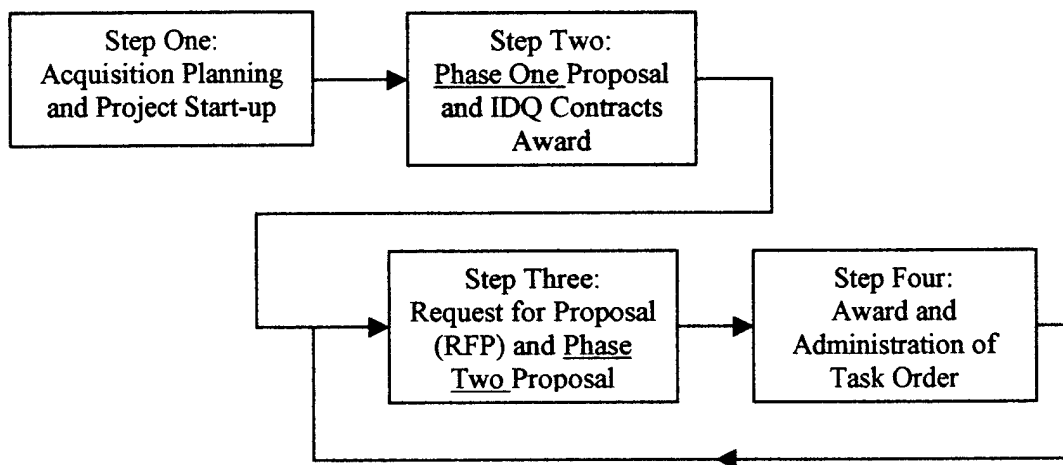 Step One:
Acquisition Planning
and Project Start-up
Step Two:
Phase One Proposal
and IDQ Contracts
Award
Step Three:
Request for Proposal
(RFP) and Phase
Two Proposal
Step Four:
Award and
Administration of
Task Order